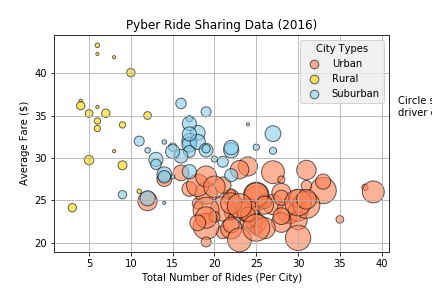 Pyber Ride Sharing Data (2016)
City Types
Urban
Rural
Suburban
Average Fare ($)
40
35
30
25
20
5
10
15
20
25
30
35
40
Total Number of Rides (Per City)
Circle
driver